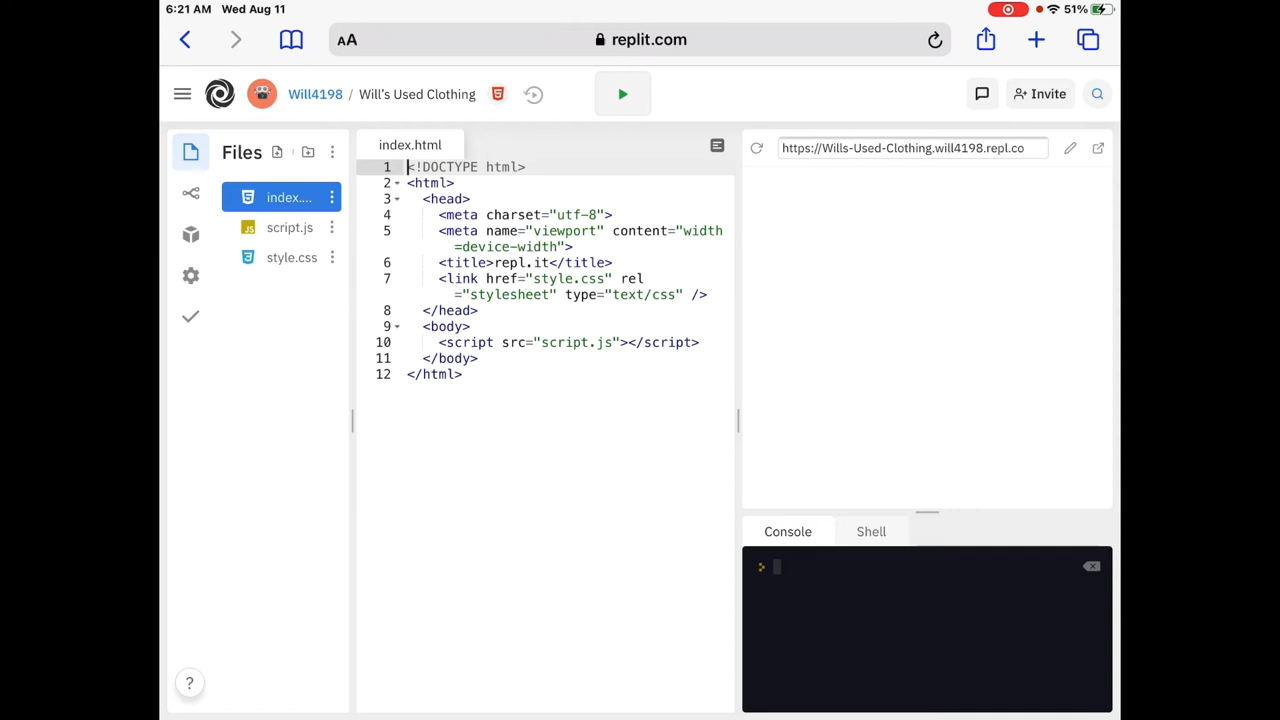 6:21 AM Wed Aug 11
51%
AA
replit.com
Will4198 / Will's Used Clothing
Invite
Files
index....
script.js
style.css
index.html
1 <!DOCTYPE html>
2 <html>
3 <head>
4 <meta charset="utf-8">
5 <meta name="viewport" content="width
=device-width">
6 <title>repl.it</title>
7 <link href="style.css" rel
="stylesheet" type="text/css" />
8 </head>
9 <body>
10 <script src="script.js"></script>
11 </body>
12 </html>
https://Wills-Used-Clothing.will4198.repl.co
Console
Shell
?